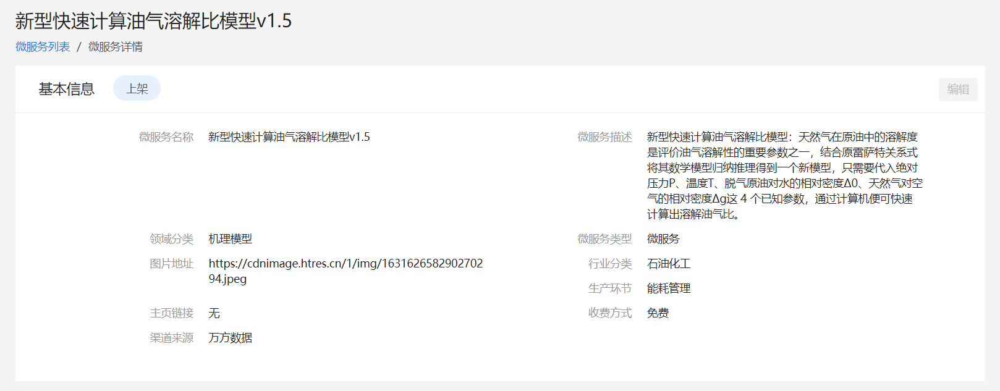 新型快速计算油气溶解比模型v1.5
微服务列表 / 微服务详情
基本信息 上架 编辑
微服务名称 新型快速计算油气溶解比模型v1.5
微服务描述 新型快速计算油气溶解比模型：天然气在原油中的溶解度
是评价油气溶解性的重要参数之一，结合原雷萨特关系式
将其数学模型归纳推理得到一个新模型，只需要代入绝对
压力P、温度T、脱气原油对水的相对密度Δ0、天然气对空
气的相对密度Δg这 4 个已知参数，通过计算机便可快速
计算出溶解油气比。
领域分类 机理模型
微服务类型 微服务
图片地址 https://cdnimage.htres.cn/1/img/1631626582902702
94.jpeg
行业分类 石油化工
生产环节 能耗管理
主页链接 无
收费方式 免费
渠道来源 万方数据